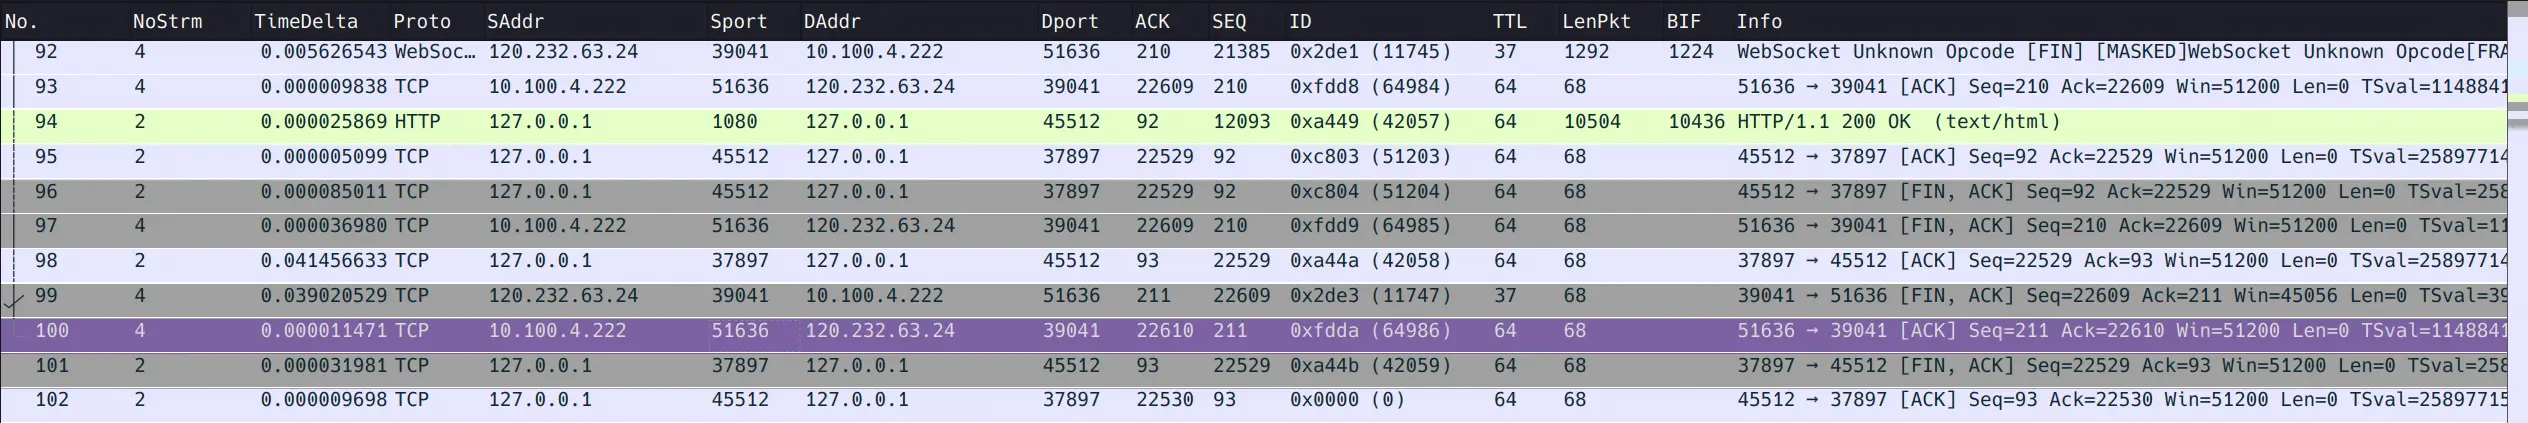 No. NoStrm TimeDelta Proto SAddr Sport DAddr Dport ACK SEQ ID TTL LenPkt BIF Info
92 4 0.005626543 WebSoc… 120.232.63.24 39041 10.100.4.222 51636 210 21385 0x2de1 (11745) 37 1292 1224 WebSocket Unknown Opcode [FIN] [MASKED]WebSocket Unknown Opcode[FRA
93 4 0.000009838 TCP 10.100.4.222 51636 120.232.63.24 39041 22609 210 0xfdd8 (64984) 64 68 51636 → 39041 [ACK] Seq=210 Ack=22609 Win=51200 Len=0 TSval=1148841
94 2 0.000025869 HTTP 127.0.0.1 1080 127.0.0.1 45512 92 12093 0xa449 (42057) 64 10504 10436 HTTP/1.1 200 OK (text/html)
95 2 0.000005099 TCP 127.0.0.1 45512 127.0.0.1 37897 22529 92 0xc803 (51203) 64 68 45512 → 37897 [ACK] Seq=92 Ack=22529 Win=51200 Len=0 TSval=25897714
96 2 0.000085011 TCP 127.0.0.1 45512 127.0.0.1 37897 22529 92 0xc804 (51204) 64 68 45512 → 37897 [FIN, ACK] Seq=92 Ack=22529 Win=51200 Len=0 TSval=258
97 4 0.000036980 TCP 10.100.4.222 51636 120.232.63.24 39041 22609 210 0xfdd9 (64985) 64 68 51636 → 39041 [FIN, ACK] Seq=210 Ack=22609 Win=51200 Len=0 TSval=11
98 2 0.041456633 TCP 127.0.0.1 37897 127.0.0.1 45512 93 22529 0xa44a (42058) 64 68 37897 → 45512 [ACK] Seq=22529 Ack=93 Win=51200 Len=0 TSval=25897714
99 4 0.039020529 TCP 120.232.63.24 39041 10.100.4.222 51636 211 22609 0x2de3 (11747) 37 68 39041 → 51636 [FIN, ACK] Seq=22609 Ack=211 Win=45056 Len=0 TSval=39
100 4 0.000011471 TCP 10.100.4.222 51636 120.232.63.24 39041 22610 211 0xfdda (64986) 64 68 51636 → 39041 [ACK] Seq=211 Ack=22610 Win=51200 Len=0 TSval=1148841
101 2 0.000031981 TCP 127.0.0.1 37897 127.0.0.1 45512 93 22529 0xa44b (42059) 64 68 37897 → 45512 [FIN, ACK] Seq=22529 Ack=93 Win=51200 Len=0 TSval=258
102 2 0.000009698 TCP 127.0.0.1 45512 127.0.0.1 37897 22530 93 0x0000 (0) 64 68 45512 → 37897 [ACK] Seq=93 Ack=22530 Win=51200 Len=0 TSval=25897715